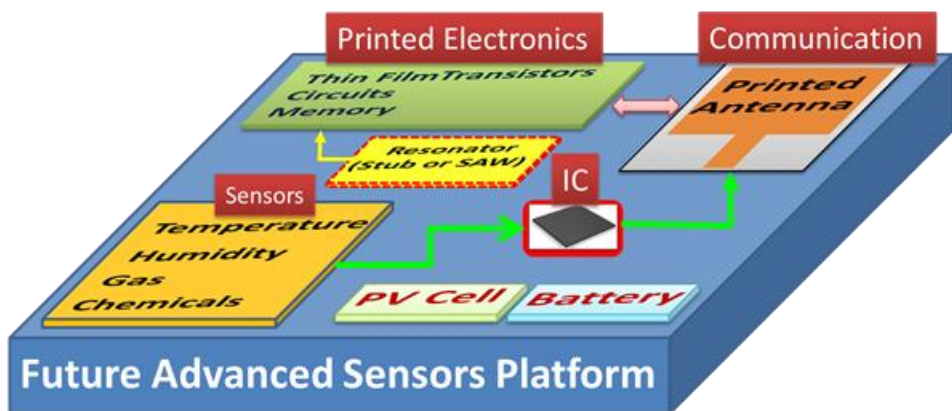 Printed Electronics
Communication
Thin FilmTransistors
Circuits
Memory
Printed
Antenna
Resonator
(Stub or SAW)
IC
Sensors
Temperature
Humidity
Gas
Chemicals
PV Cell
Battery
Future Advanced Sensors Platform